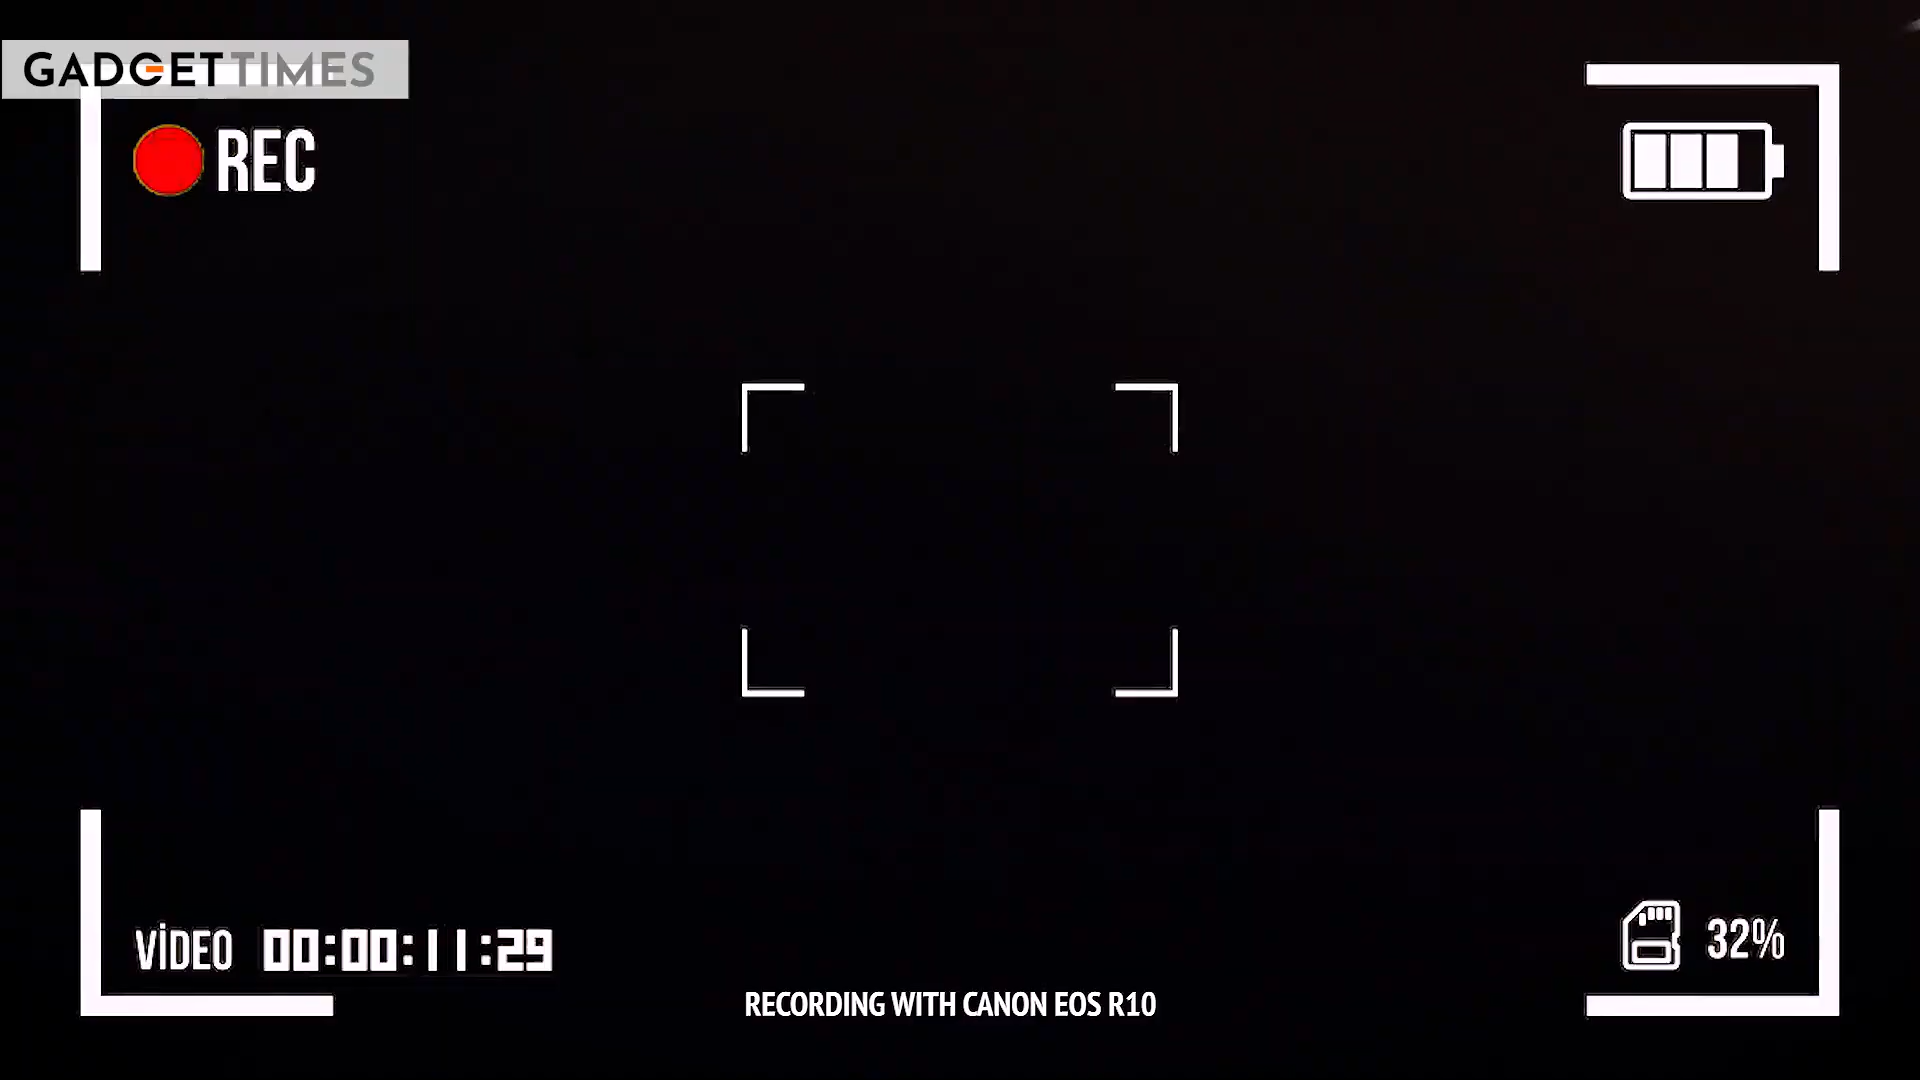 GADGETTIMES
REC
VİDEO 00:00:11:29
32%
RECORDING WITH CANON EOS R10